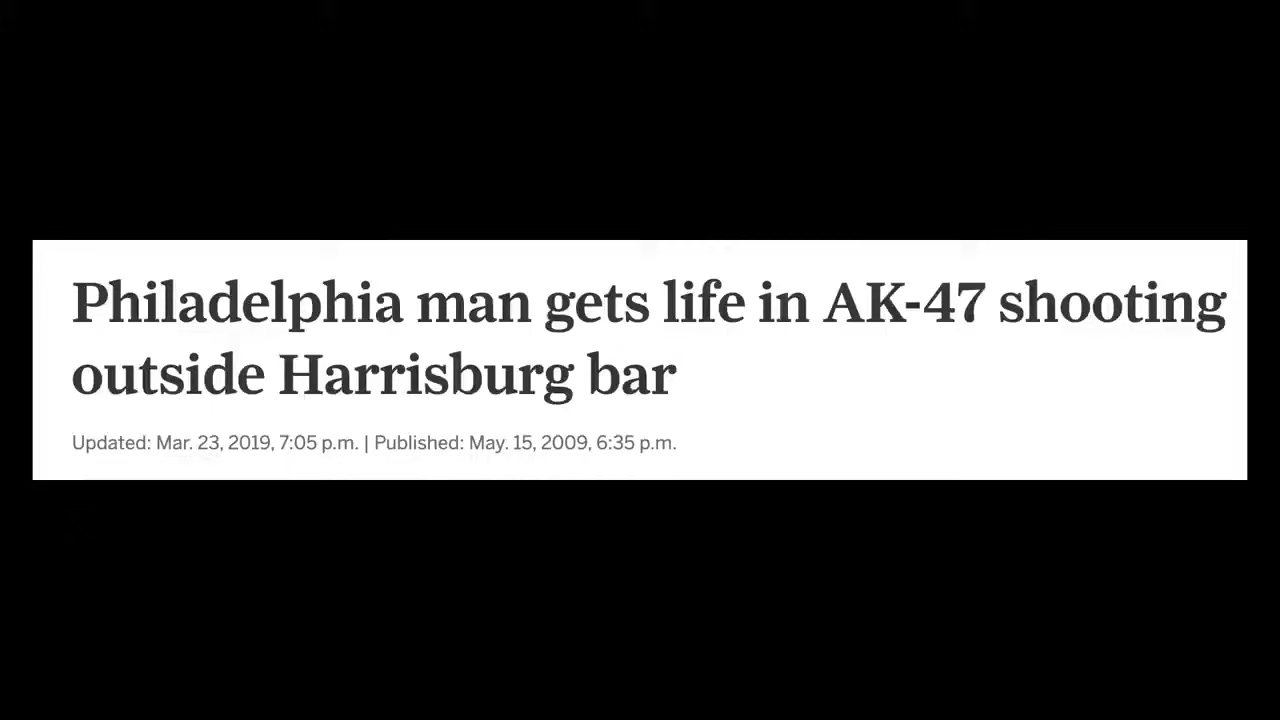 Philadelphia man gets life in AK-47 shooting
outside Harrisburg bar
Updated: Mar. 23, 2019, 7:05 p.m. | Published: May. 15, 2009, 6:35 p.m.